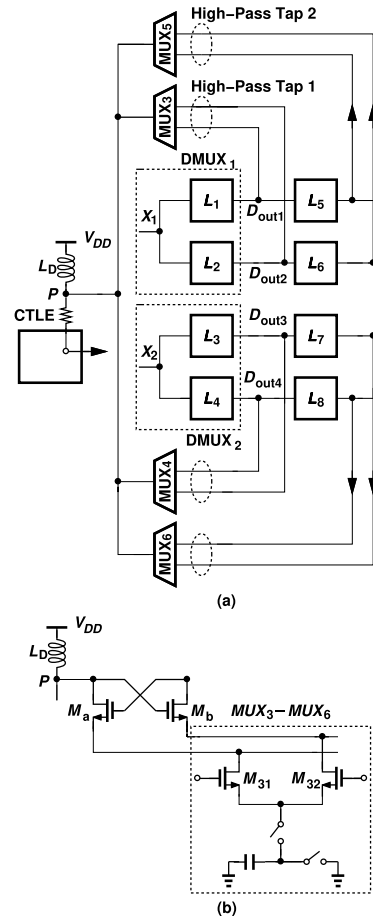 High−Pass Tap 2
MUX5
High−Pass Tap 1
MUX3
DMUX1
X1
L1
Dout1
L5
L2
Dout2
L6
VDD
LD
P
CTLE
X2
L3
Dout3
L7
L4
Dout4
L8
DMUX2
MUX4
MUX6
(a)
VDD
LD
P
Ma
Mb
MUX3−MUX6
M31
M32
(b)